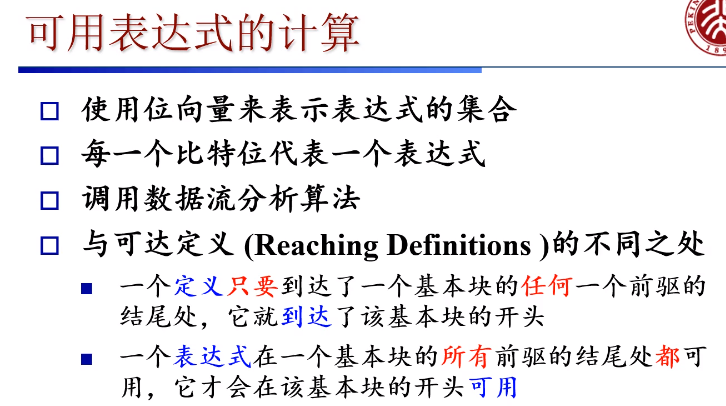 可用表达式的计算
PEKIN
189
使用位向量来表示表达式的集合
每一个比特位代表一个表达式
调用数据流分析算法
与可达定义 (Reaching Definitions )的不同之处
一个定义只要到达了一个基本块的任何一个前驱的
结尾处，它就到达了该基本块的开头
一个表达式在一个基本块的所有前驱的结尾处都可
用，它才会在该基本块的开头可用